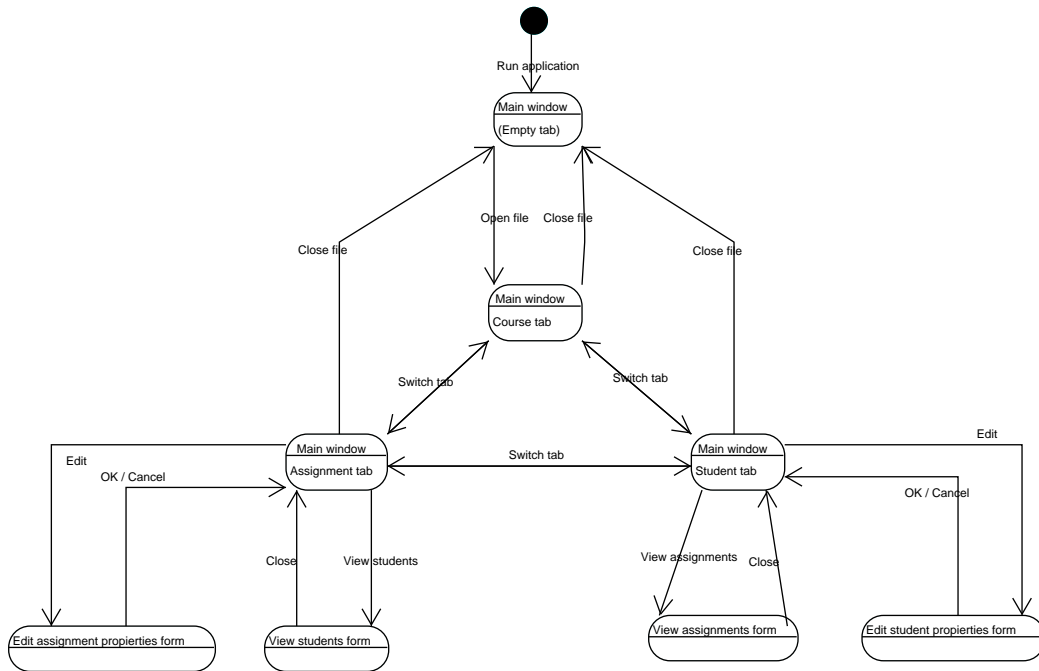 Run application
Main window
(Empty tab)
Open file
Close file
Close file
Close file
Main window
Course tab
Switch tab
Switch tab
Main window
Assignment tab
Switch tab
Main window
Student tab
Edit
Edit
OK / Cancel
OK / Cancel
Close
View students
View assignments
Close
Edit assignment propierties form
View students form
View assignments form
Edit student propierties form